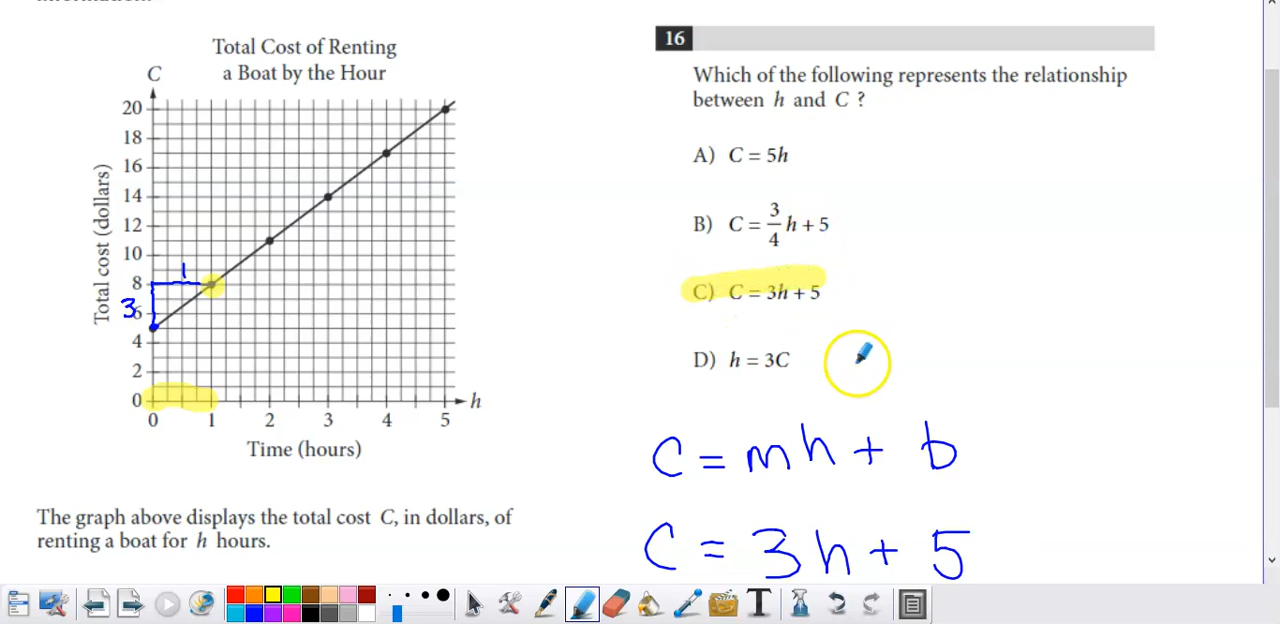 Total Cost of Renting
a Boat by the Hour
C
20
18
16
14
12
10
8
6
4
2
0
Total cost (dollars)
1
3
0 1 2 3 4 5
h
Time (hours)
The graph above displays the total cost C, in dollars, of
renting a boat for h hours.
16
Which of the following represents the relationship
between h and C ?
A) C = 5h
B) C = 3/4 h + 5
C) C = 3h + 5
D) h = 3C
C = mh + b
C = 3h + 5
T